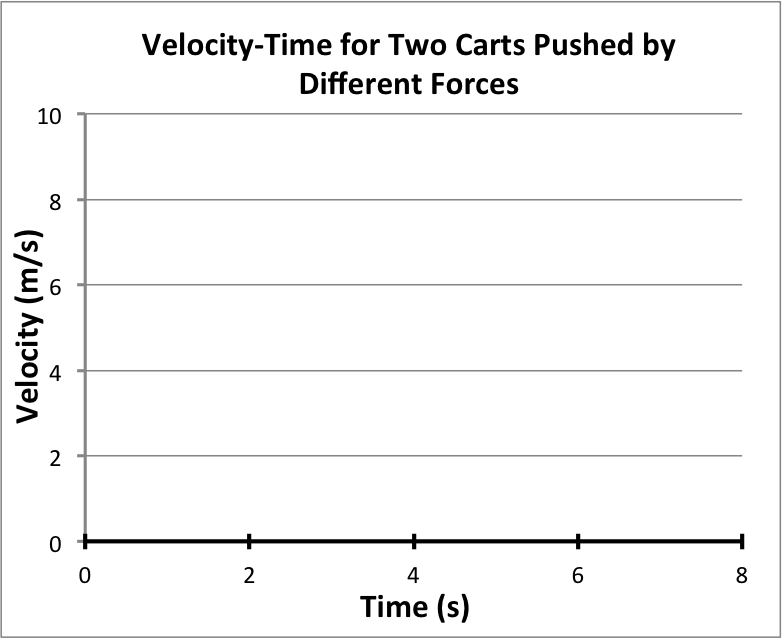 Velocity-Time for Two Carts Pushed by
Different Forces
10
8
6
4
2
0
Velocity (m/s)
0 2 4 6 8
Time (s)